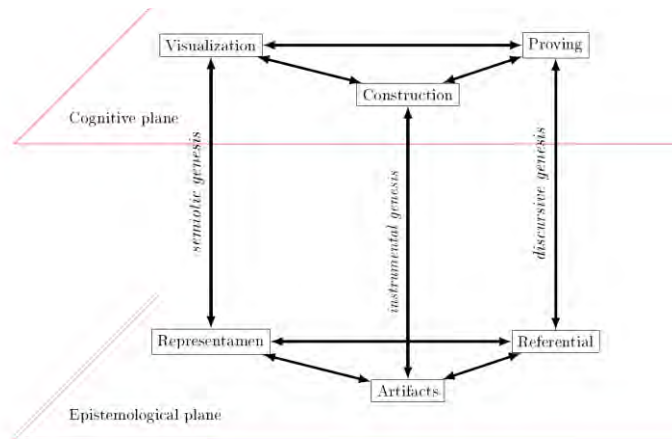 Visualization
Proving
Construction
Cognitive plane
semiotic genesis
instrumental genesis
discursive genesis
Representamen
Referential
Artifacts
Epistemological plane